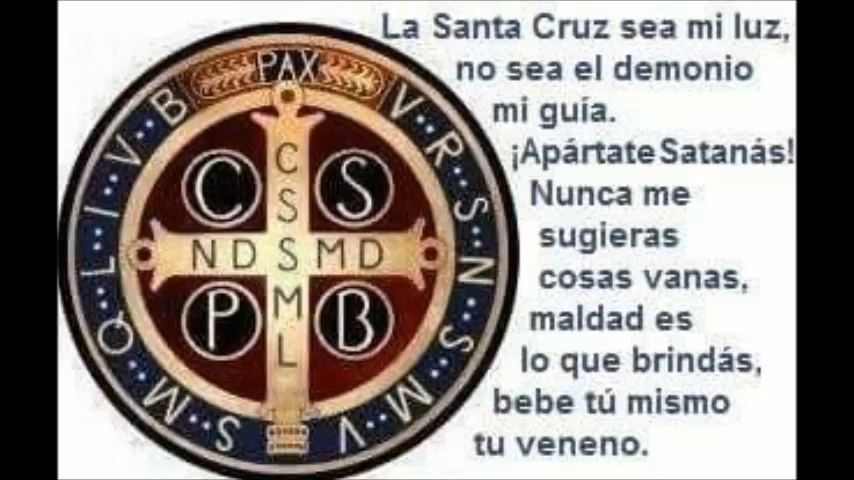 La Santa Cruz sea mi luz,
no sea el demonio
mi guía.
¡Apártate Satanás!
Nunca me
sugieras
cosas vanas,
maldad es
lo que brindás,
bebe tú mismo
tu veneno.
PAX
V R S N S M V
S M Q L I V B
C S
P B
C S S M L
N D S M D